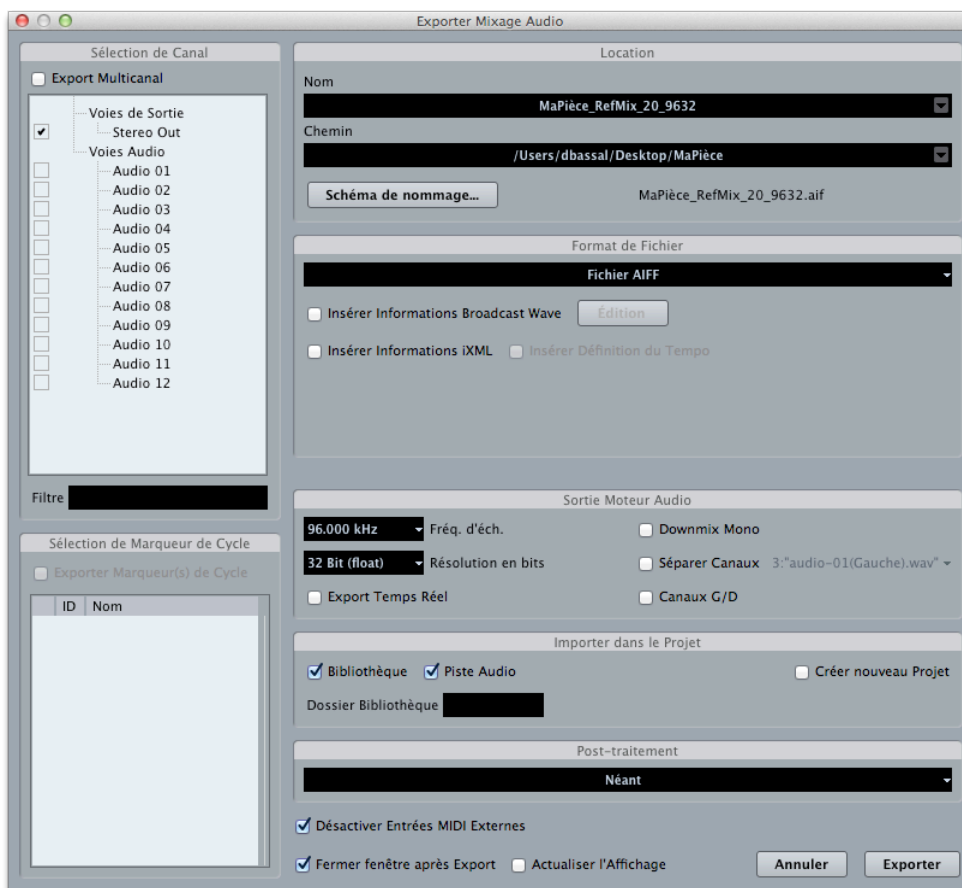 Exporter Mixage Audio
Sélection de Canal
Export Multicanal
Voies de Sortie
Stereo Out
Voies Audio
Audio 01
Audio 02
Audio 03
Audio 04
Audio 05
Audio 06
Audio 07
Audio 08
Audio 09
Audio 10
Audio 11
Audio 12
Filtre
Sélection de Marqueur de Cycle
Exporter Marqueur(s) de Cycle
ID Nom
Location
Nom
MaPièce_RefMix_20_9632
Chemin
/Users/dbassal/Desktop/MaPièce
Schéma de nommage... MaPièce_RefMix_20_9632.aif
Format de Fichier
Fichier AIFF
Insérer Informations Broadcast Wave Édition
Insérer Informations iXML Insérer Définition du Tempo
Sortie Moteur Audio
96.000 kHz Fréq. d'éch. Downmix Mono
32 Bit (float) Résolution en bits Séparer Canaux 3:"audio-01(Gauche).wav"
Export Temps Réel Canaux G/D
Importer dans le Projet
Bibliothèque Piste Audio Créer nouveau Projet
Dossier Bibliothèque
Post-traitement
Néant
Désactiver Entrées MIDI Externes
Fermer fenêtre après Export Actualiser l'Affichage Annuler Exporter